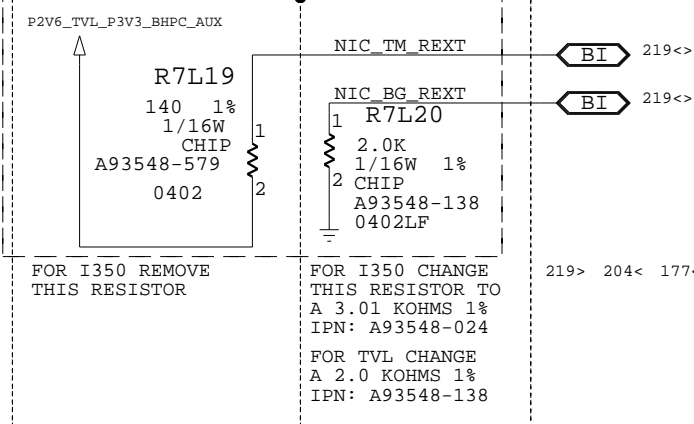 P2V6_TVL_P3V3_BHPC_AUX
NIC_TM_REXT
BI
219<>
R7L19
140 1%
1/16W
CHIP
A93548-579
0402
1
2
NIC_BG_REXT
BI
219<>
R7L20
1
2.0K
1/16W 1%
2
CHIP
A93548-138
0402LF
FOR I350 REMOVE
THIS RESISTOR
FOR I350 CHANGE
THIS RESISTOR TO
A 3.01 KOHMS 1%
IPN: A93548-024
FOR TVL CHANGE
A 2.0 KOHMS 1%
IPN: A93548-138
219> 204< 177<